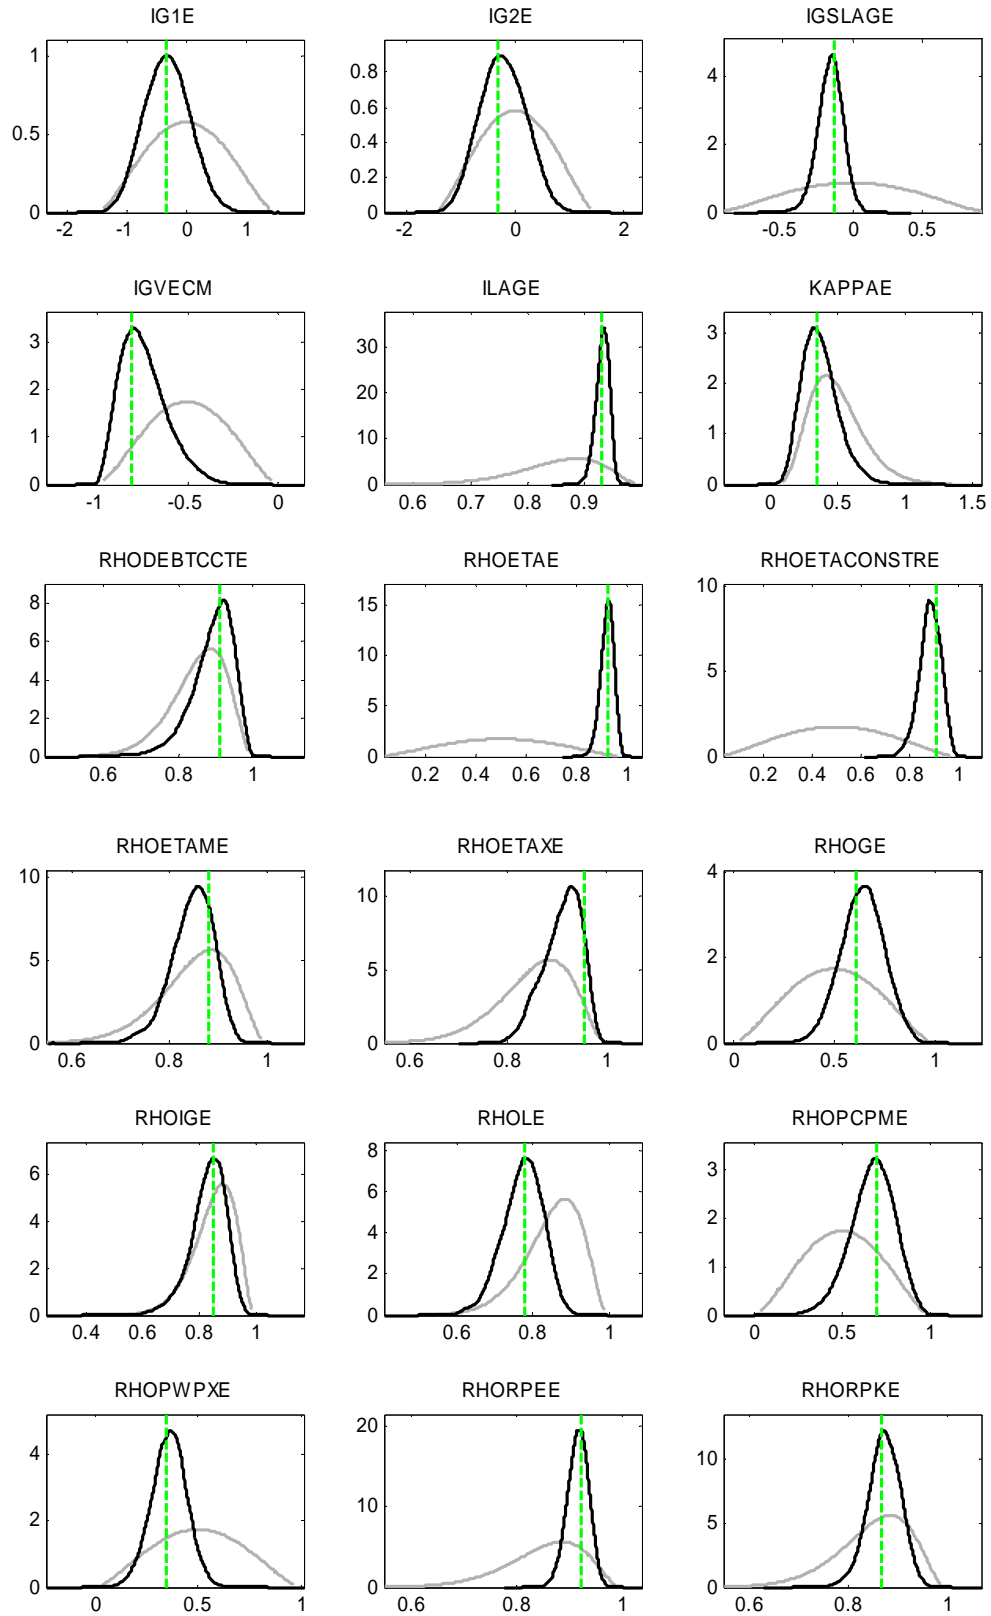 IG1E IG2E IGSLAGE
1 0.5 0 -2 -1 0 1
0.8 0.6 0.4 0.2 0 -2 0 2
4 2 0 -0.5 0 0.5
IGVECM ILAGE KAPPAE
3 2 1 0 -1 -0.5 0
30 20 10 0 0.6 0.7 0.8 0.9
3 2 1 0 0 0.5 1 1.5
RHODEBTCCTE RHOETAE RHOETACONSTRE
8 6 4 2 0 0.6 0.8 1
15 10 5 0 0.2 0.4 0.6 0.8 1
10 5 0 0.2 0.4 0.6 0.8 1
RHOETAME RHOETAXE RHOGE
10 5 0 0.6 0.8 1
10 5 0 0.6 0.8 1
4 2 0 0 0.5 1
RHOIGE RHOLE RHOPCPME
6 4 2 0 0.4 0.6 0.8 1
8 6 4 2 0 0.6 0.8 1
3 2 1 0 0 0.5 1
RHOPWPXE RHORPEE RHORPKE
4 2 0 0 0.5 1
20 10 0 0.6 0.8 1
10 5 0 0.6 0.8 1